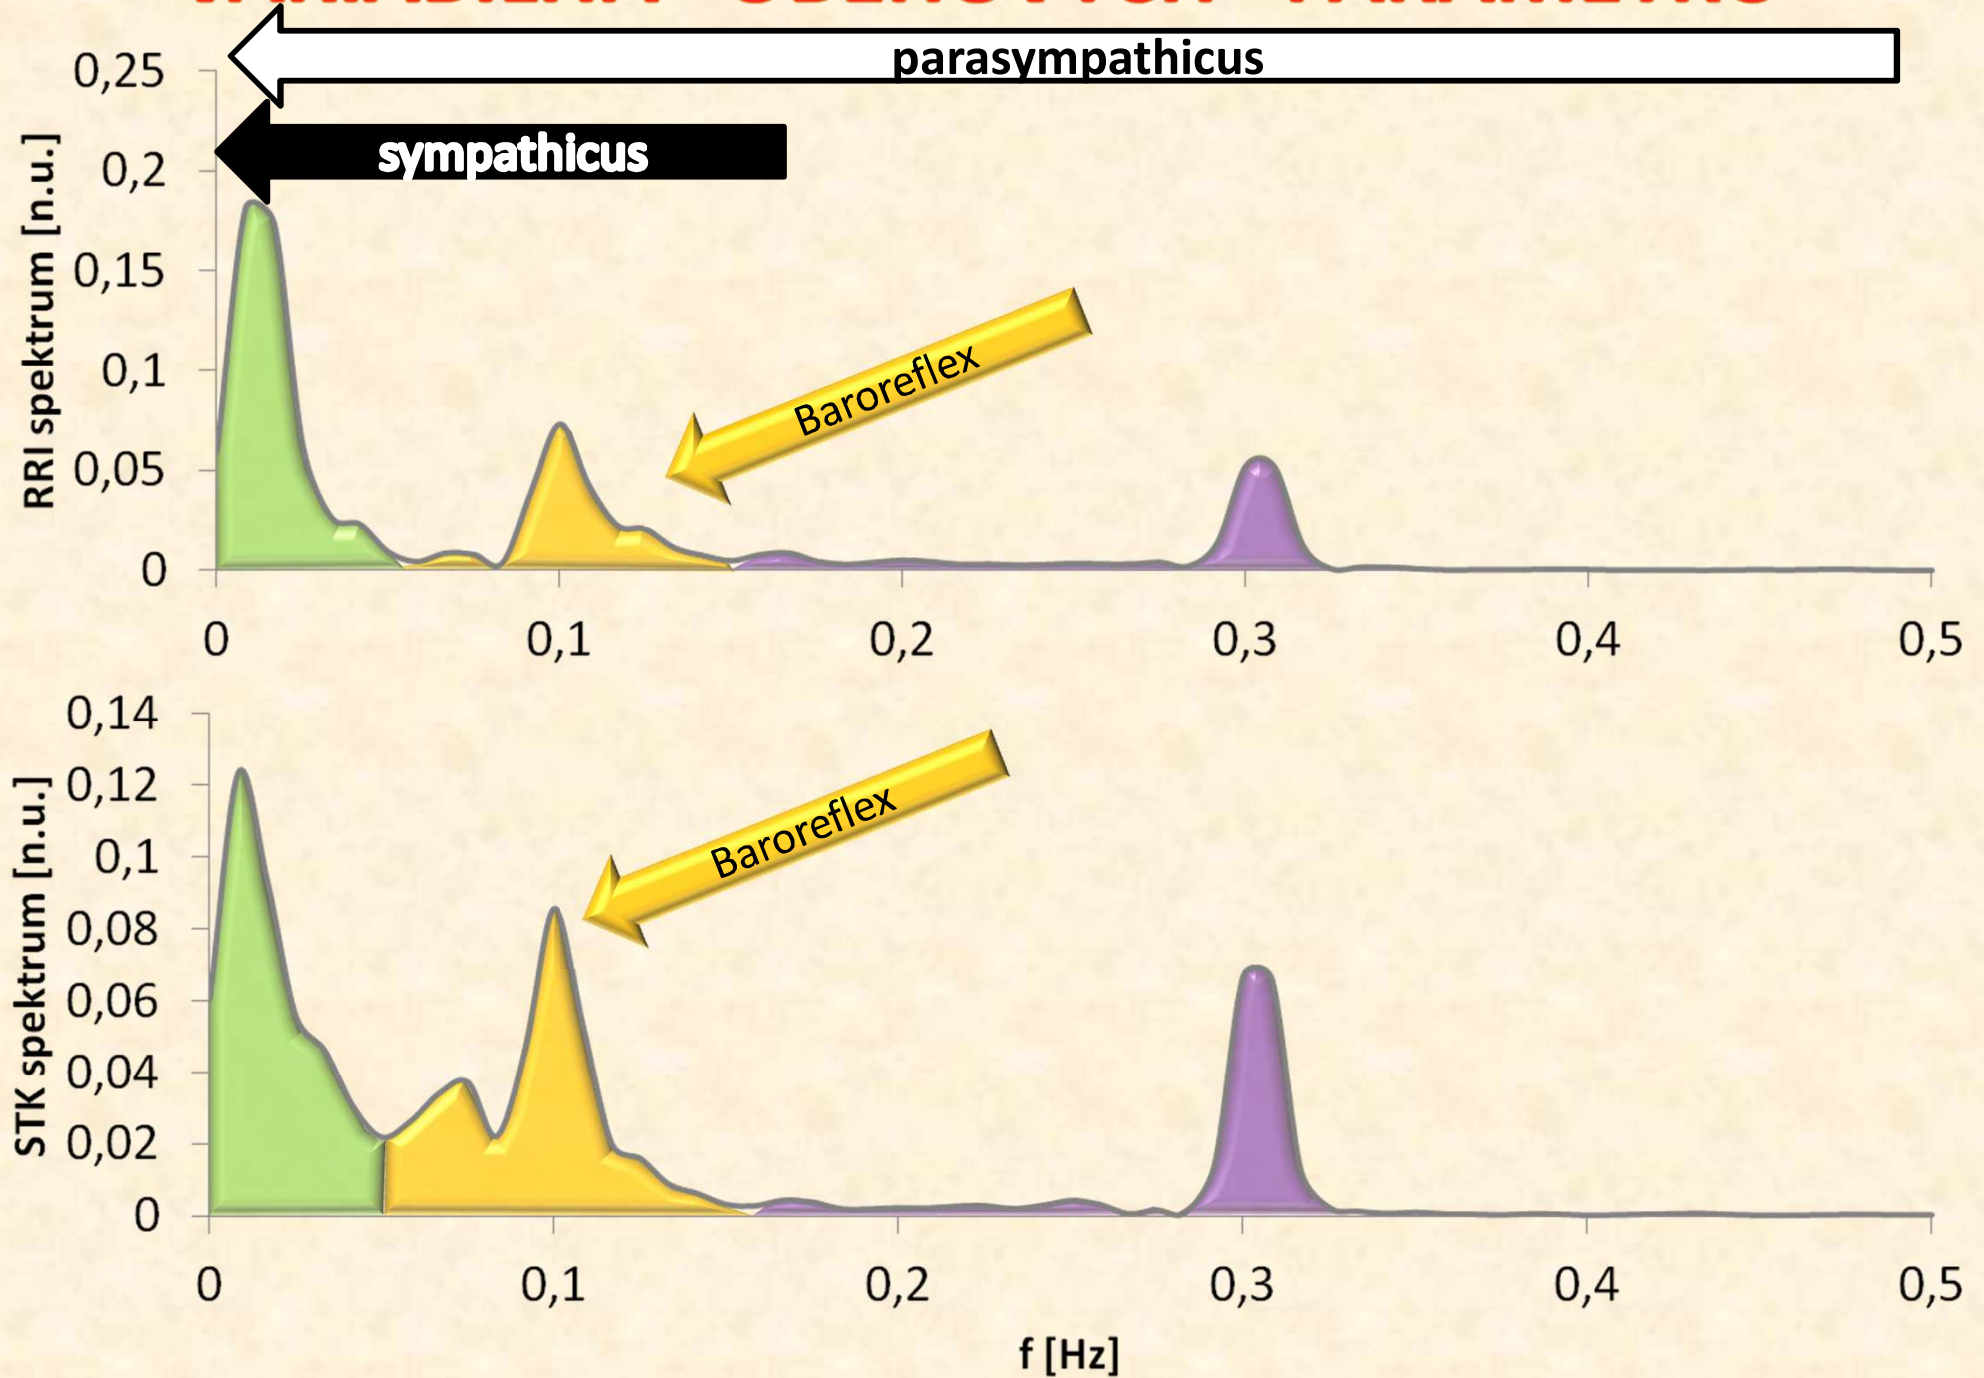 parasympathicus
sympathicus
RRI spektrum [n.u.]
0,25
0,2
0,15
0,1
0,05
0
Baroreflex
0 0,1 0,2 0,3 0,4 0,5
STK spektrum [n.u.]
0,14
0,12
0,1
0,08
0,06
0,04
0,02
0
Baroreflex
0 0,1 0,2 0,3 0,4 0,5
f [Hz]